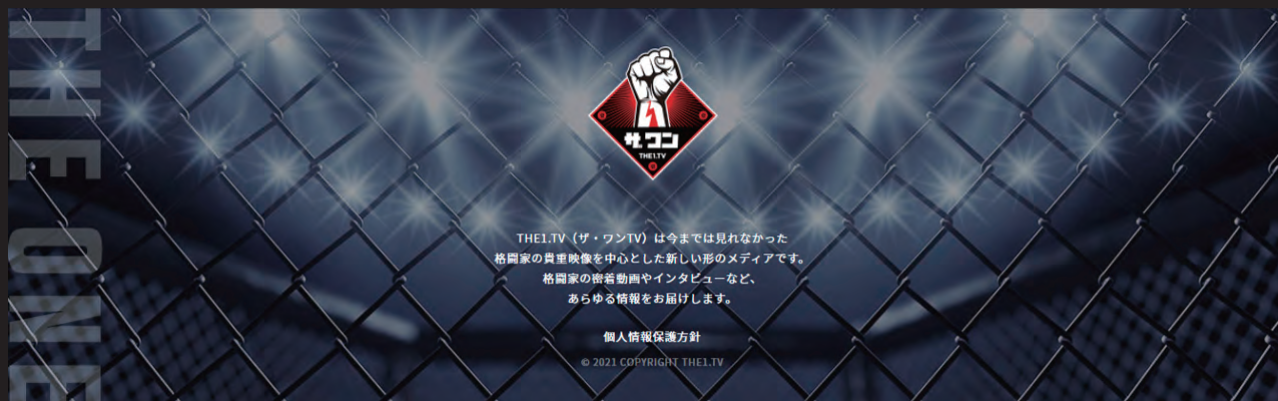 THE ONE
ザ・ワン
THE1.TV
THE1.TV（ザ・ワンTV）は今までは見れなかった
格闘家の貴重映像を中心とした新しい形のメディアです。
格闘家の密着動画やインタビューなど、
あらゆる情報をお届けします。
個人情報保護方針
© 2021 COPYRIGHT THE1.TV